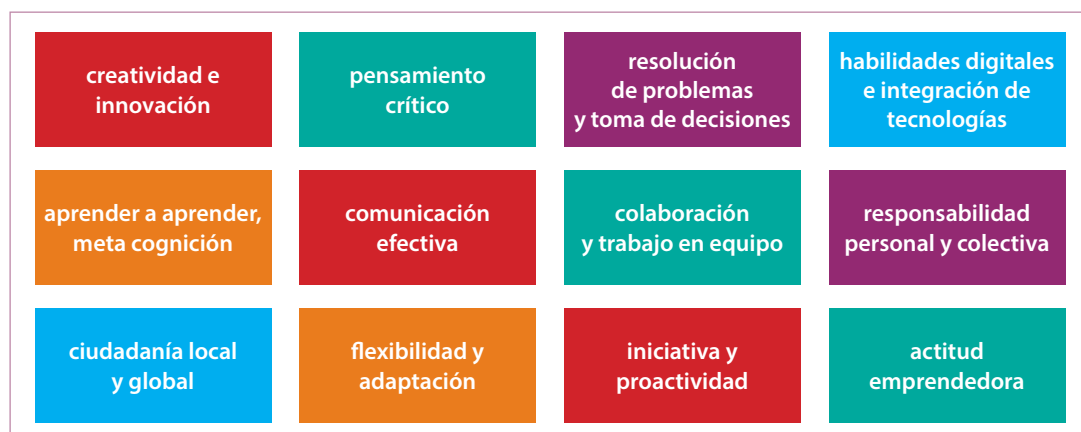 creatividad e
innovación
pensamiento
crítico
resolución
de problemas
y toma de decisiones
habilidades digitales
e integración de
tecnologías
aprender a aprender,
meta cognición
comunicación
efectiva
colaboración
y trabajo en equipo
responsabilidad
personal y colectiva
ciudadanía local
y global
flexibilidad y
adaptación
iniciativa y
proactividad
actitud
emprendedora